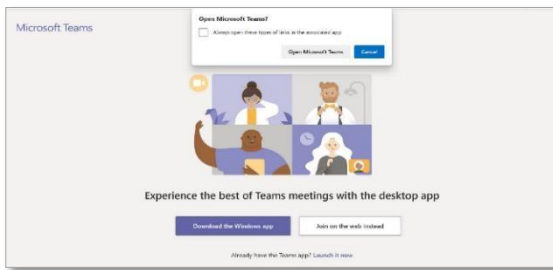 Microsoft Teams
Open Microsoft Teams?
Always open these types of links in the associated app
Open Microsoft Teams
Cancel
Experience the best of Teams meetings with the desktop app
Download the Windows app
Join on the web instead
Already have the Teams app? Launch it now